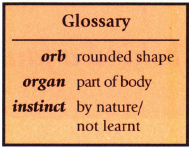 Glossary
orb rounded shape
organ part of body
instinct by nature/
not learnt